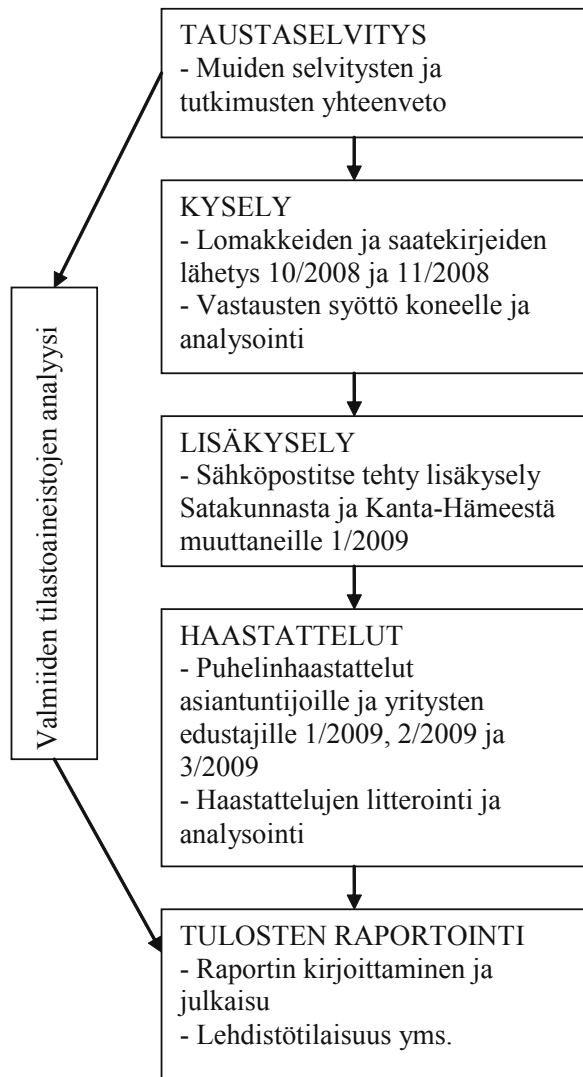 TAUSTASELVITYS
- Muiden selvitysten ja
tutkimusten yhteenveto
KYSELY
- Lomakkeiden ja saatekirjeiden
lähetys 10/2008 ja 11/2008
- Vastausten syöttö koneelle ja
analysointi
Valmiiden tilastoaineistojen analyysi
LISÄKYSELY
- Sähköpostitse tehty lisäkysely
Satakunnasta ja Kanta-Hämeestä
muuttaneille 1/2009
HAASTATTELUT
- Puhelinhaastattelut
asiantuntijoille ja yritysten
edustajille 1/2009, 2/2009 ja
3/2009
- Haastattelujen litterointi ja
analysointi
TULOSTEN RAPORTOINTI
- Raportin kirjoittaminen ja
julkaisu
- Lehdistötilaisuus yms.